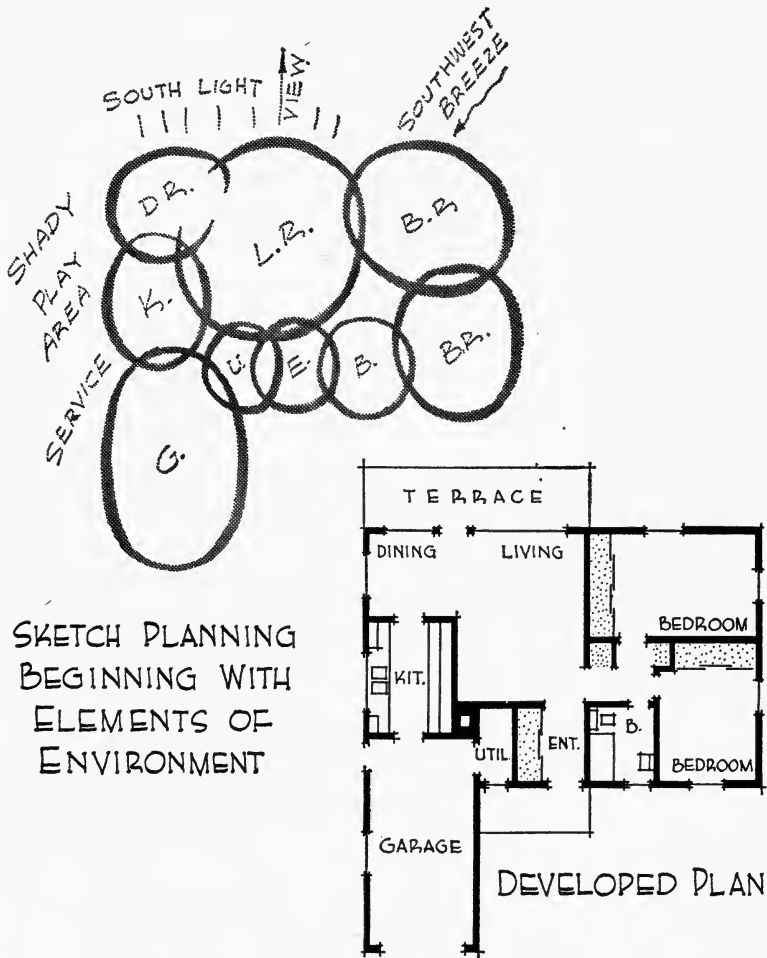 SOUTH LIGHT
VIEW.
SOUTHWEST
BREEZE
SHADY
PLAY
AREA
SERVICE
D.R.
L.R.
B.R
K.
U.
E.
B.
B.R.
G.
SKETCH PLANNING
BEGINNING WITH
ELEMENTS OF
ENVIRONMENT
TERRACE
DINING
LIVING
BEDROOM
KIT.
UTIL.
ENT.
B.
BEDROOM
GARAGE
DEVELOPED PLAN